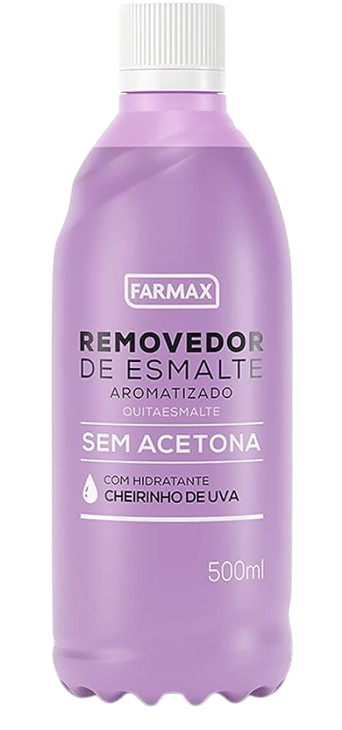 FARMAX
REMOVEDOR
DE ESMALTE
AROMATIZADO
QUITAESMALTE
SEM ACETONA
COM HIDRATANTE
CHEIRINHO DE UVA
500ml